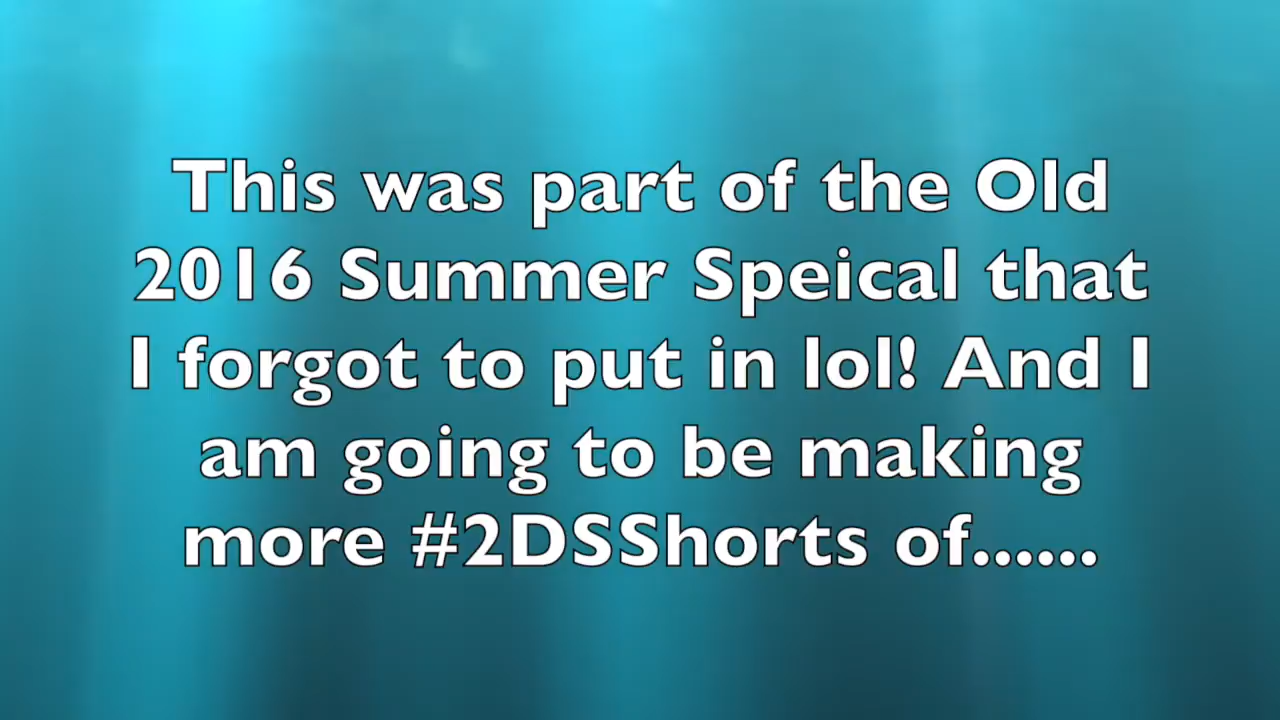 This was part of the Old
2016 Summer Speical that
I forgot to put in lol! And I
am going to be making
more #2DSShorts of......